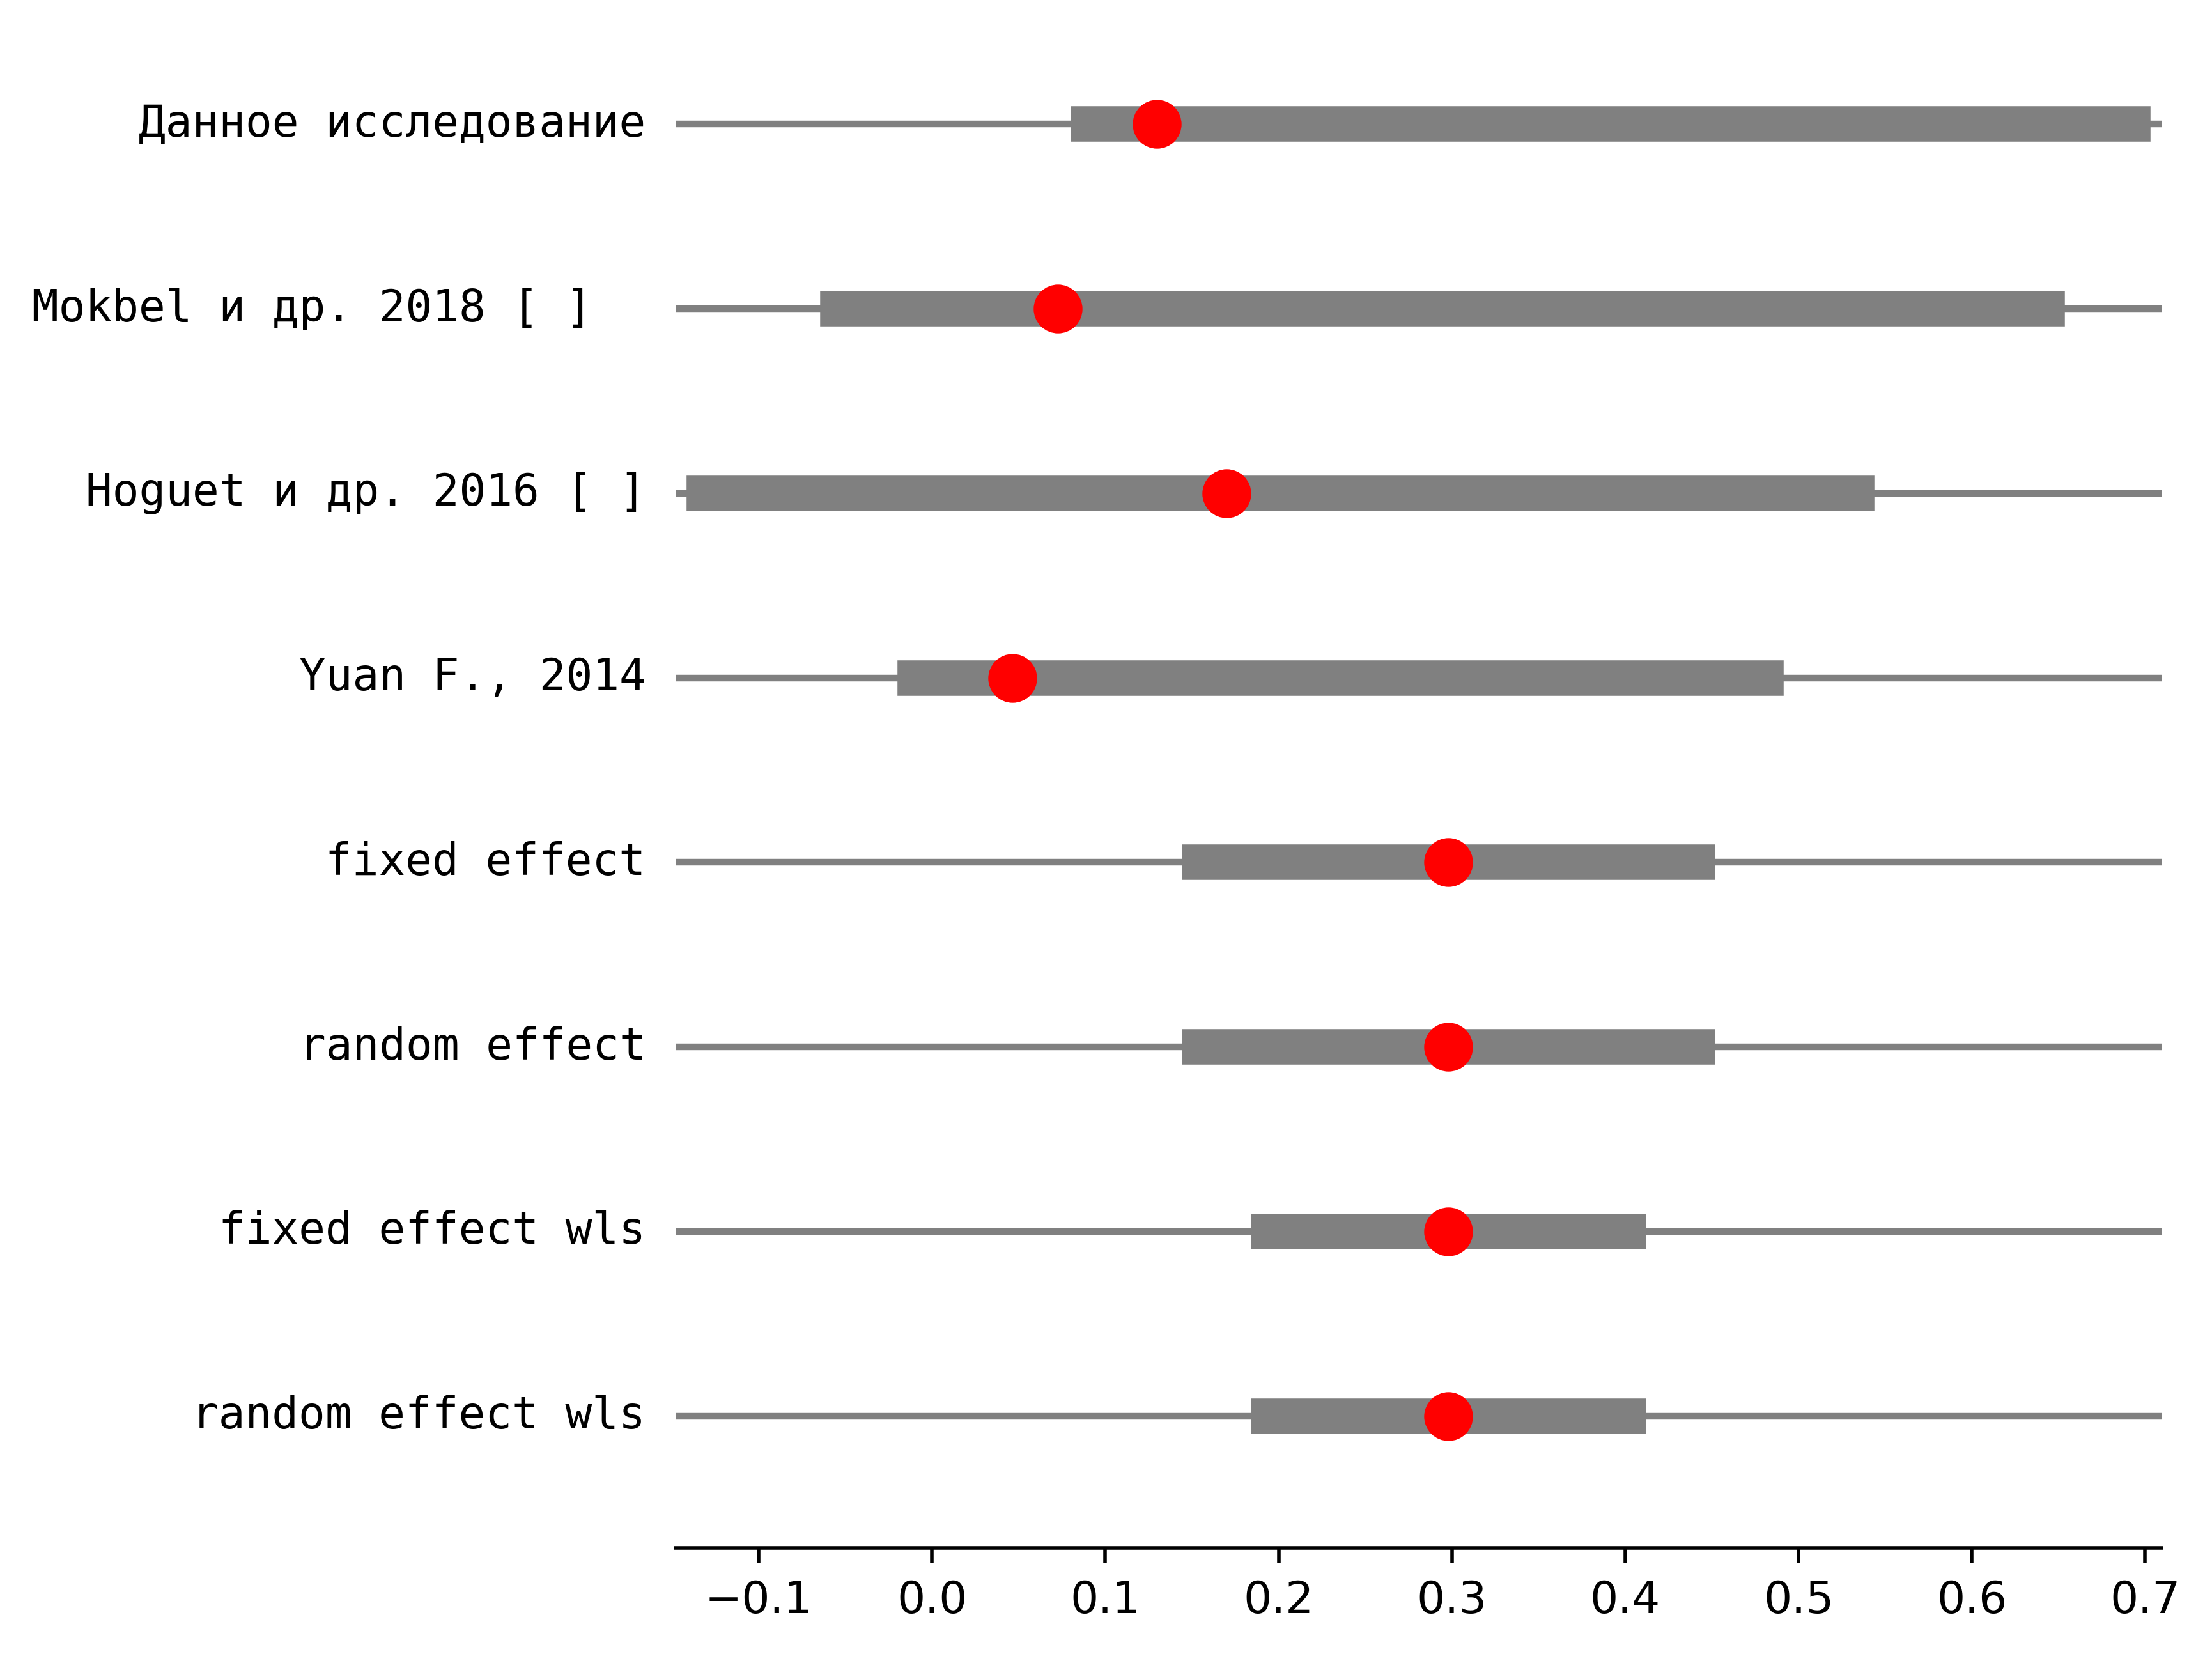 Данное исследование
Mokbel и др. 2018 [ ]
Hoguet и др. 2016 [ ]
Yuan F., 2014
fixed effect
random effect
fixed effect wls
random effect wls
−0.1 0.0 0.1 0.2 0.3 0.4 0.5 0.6 0.7